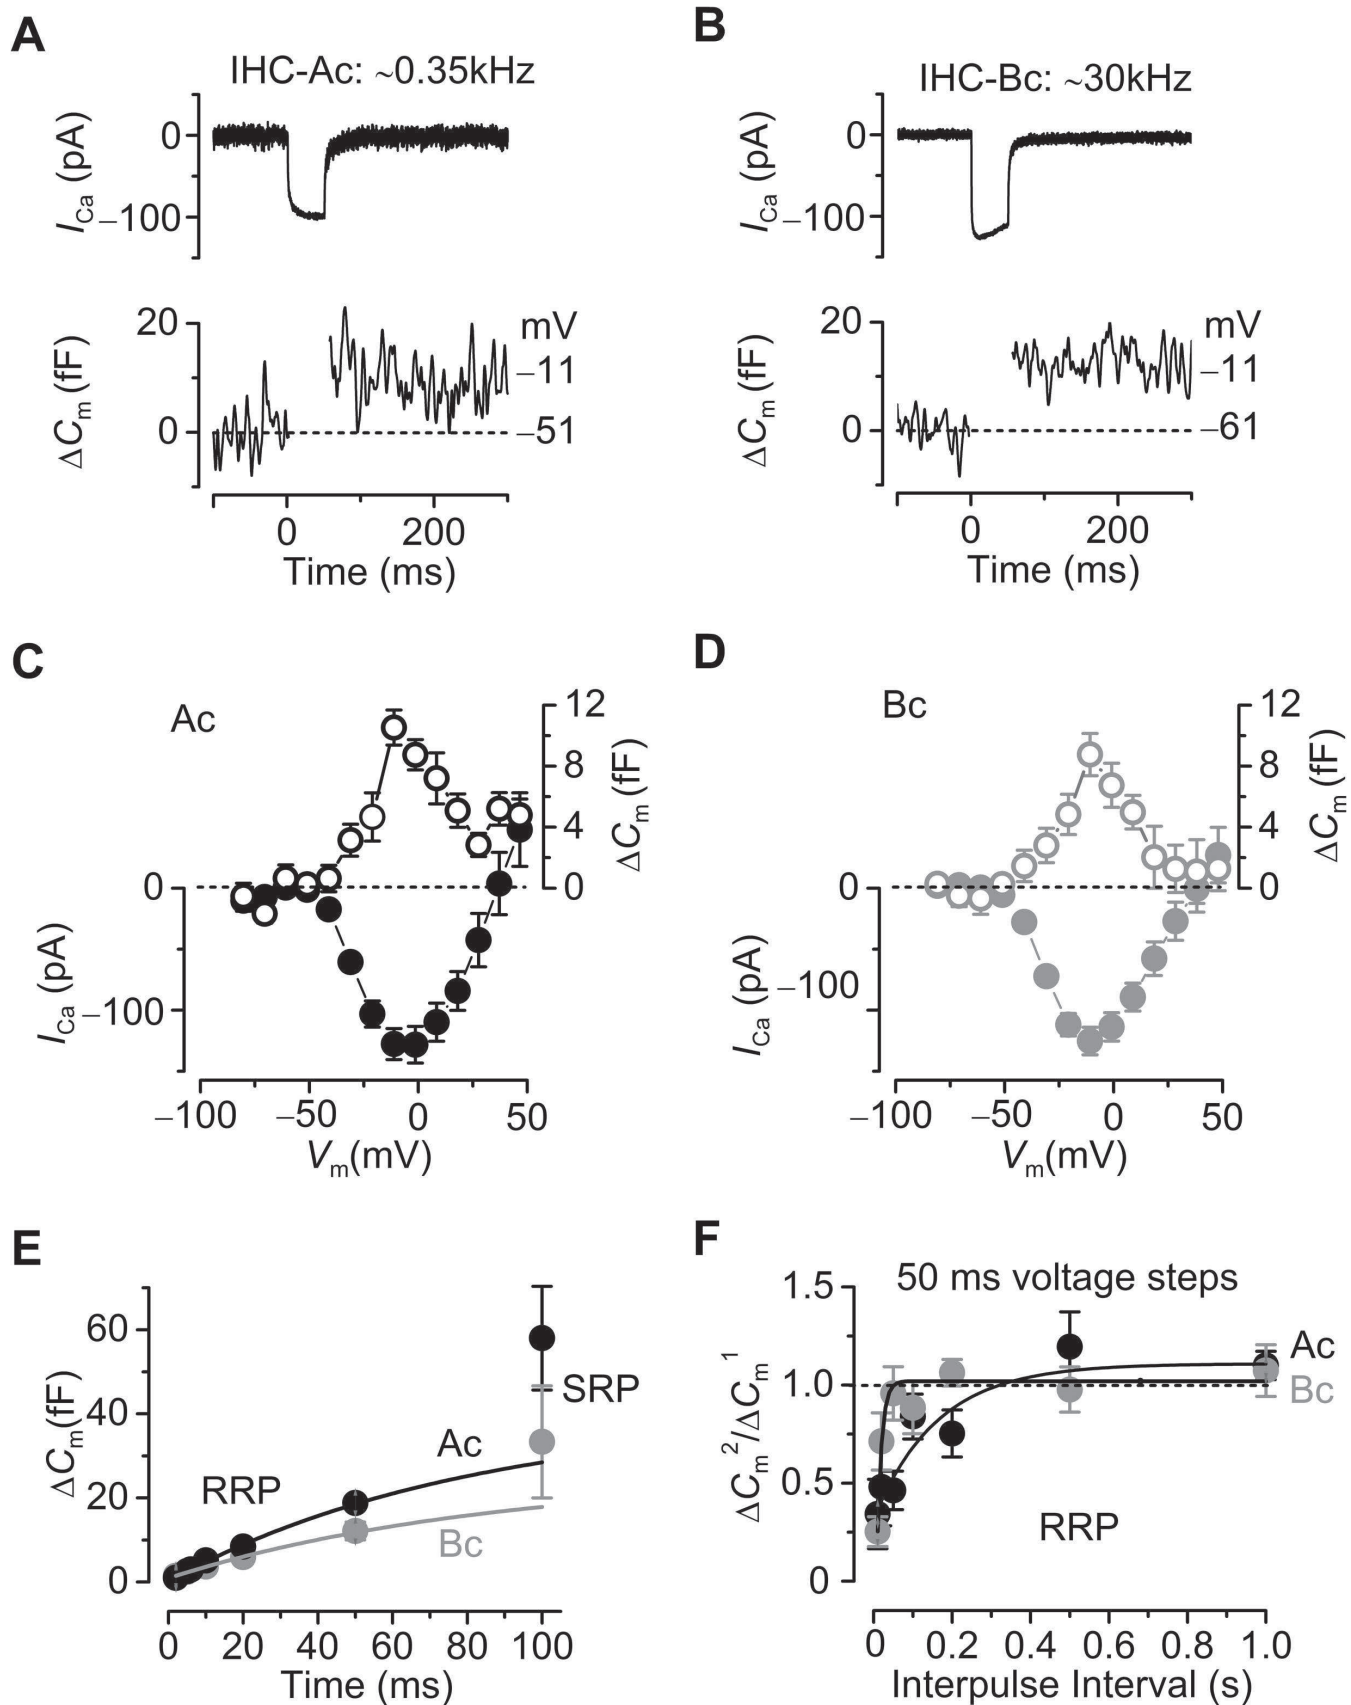 A
IHC-Ac: ~0.35kHz
0
−100
I_Ca (pA)
20
0
ΔC_m (fF)
mV
−11
−51
0 200
Time (ms)
B
IHC-Bc: ~30kHz
0
−100
I_Ca (pA)
20
0
ΔC_m (fF)
mV
−11
−61
0 200
Time (ms)
C
Ac
12
8
4
0
ΔC_m (fF)
0
−100
I_Ca (pA)
−100 −50 0 50
V_m(mV)
D
Bc
12
8
4
0
ΔC_m (fF)
0
−100
I_Ca (pA)
−100 −50 0 50
V_m(mV)
E
60
40
20
0
ΔC_m(fF)
RRP
Ac
Bc
SRP
0 20 40 60 80 100
Time (ms)
F
50 ms voltage steps
1.5
1.0
0.5
0
ΔC_m²/ΔC_m¹
Ac
Bc
RRP
0 0.2 0.4 0.6 0.8 1.0
Interpulse Interval (s)